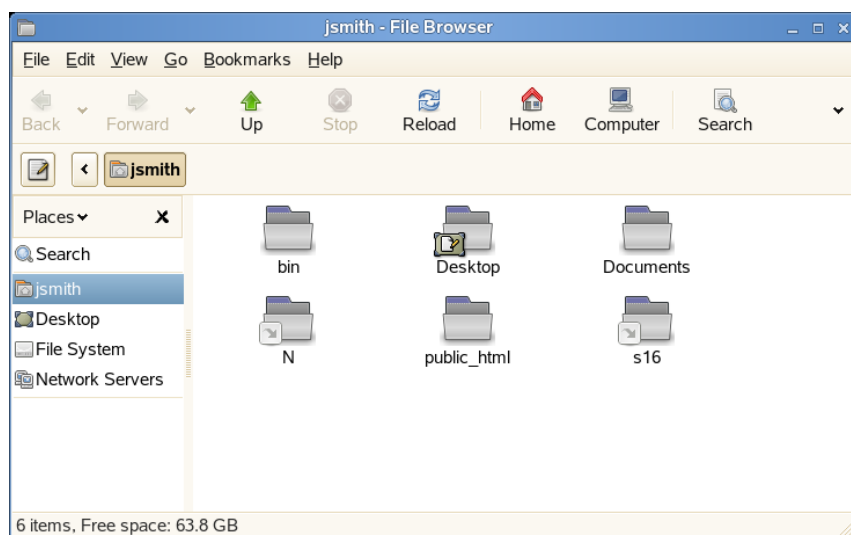 jsmith - File Browser
File Edit View Go Bookmarks Help
Back Forward Up Stop Reload Home Computer Search
jsmith
Places
Search
jsmith
Desktop
File System
Network Servers
bin Desktop Documents
N public_html s16
6 items, Free space: 63.8 GB